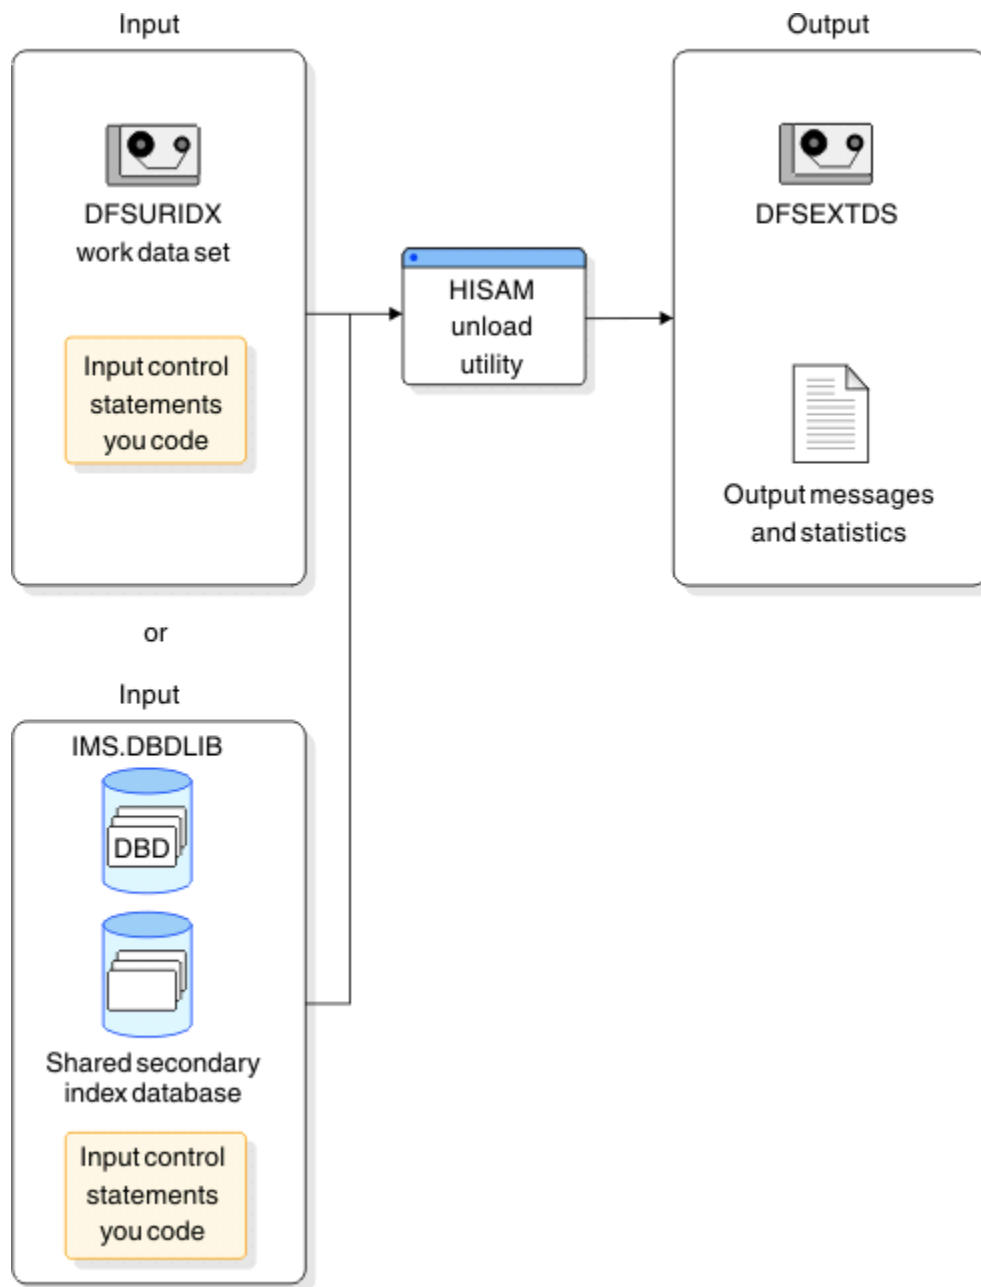 Input
DFSURIDX
work data set
Input control
statements
you code
or
Input
IMS.DBDLIB
DBD
Shared secondary
index database
Input control
statements
you code
HISAM
unload
utility
Output
DFSEXTDS
Output messages
and statistics